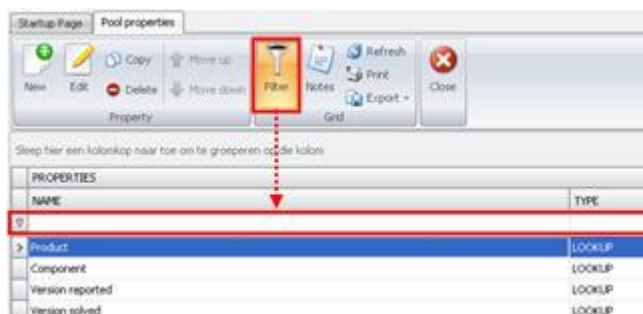 Startup Page Pool properties
New Edit Copy Delete Move up Move down Filter Notes Refresh Print Export Close
Property Grid
Sleep hier een kolomkop naar toe om te groeperen op die kolom
PROPERTIES
NAME TYPE
Product LOOKUP
Component LOOKUP
Version reported LOOKUP
Version solved LOOKUP